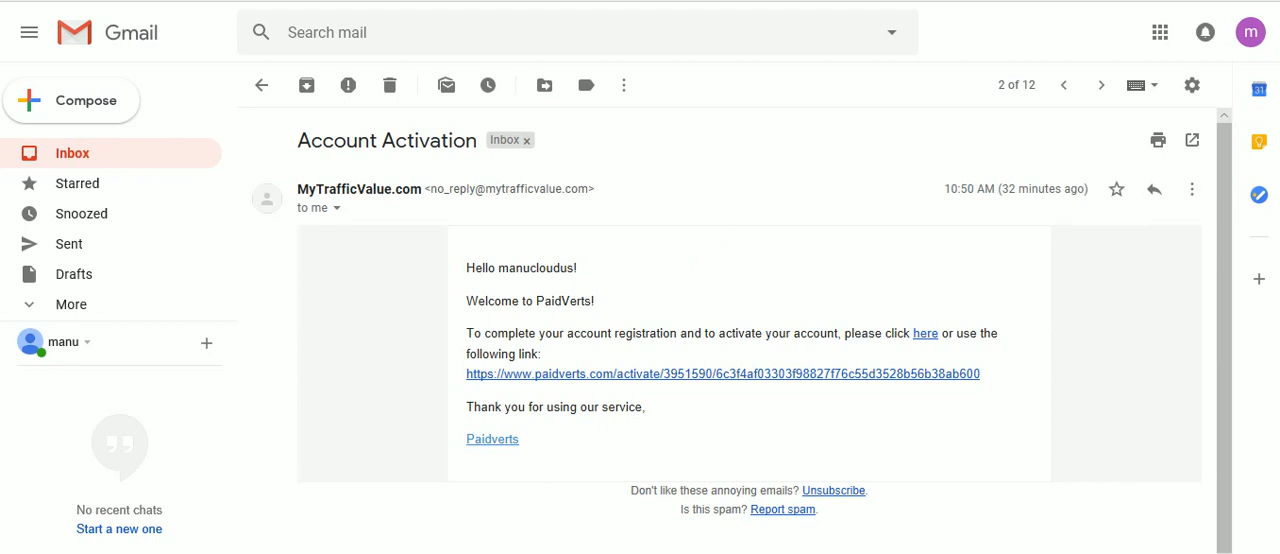 Gmail
Search mail
m
Compose
2 of 12
31
Inbox
Account Activation Inbox x
Starred
MyTrafficValue.com <no_reply@mytrafficvalue.com> 10:50 AM (32 minutes ago)
to me
Snoozed
Sent
Drafts
More
manu
Hello manucloudus!
Welcome to PaidVerts!
To complete your account registration and to activate your account, please click here or use the
following link:
https://www.paidverts.com/activate/3951590/6c3f4af03303f98827f76c55d3528b56b38ab600
Thank you for using our service,
Paidverts
Don't like these annoying emails? Unsubscribe.
Is this spam? Report spam.
No recent chats
Start a new one